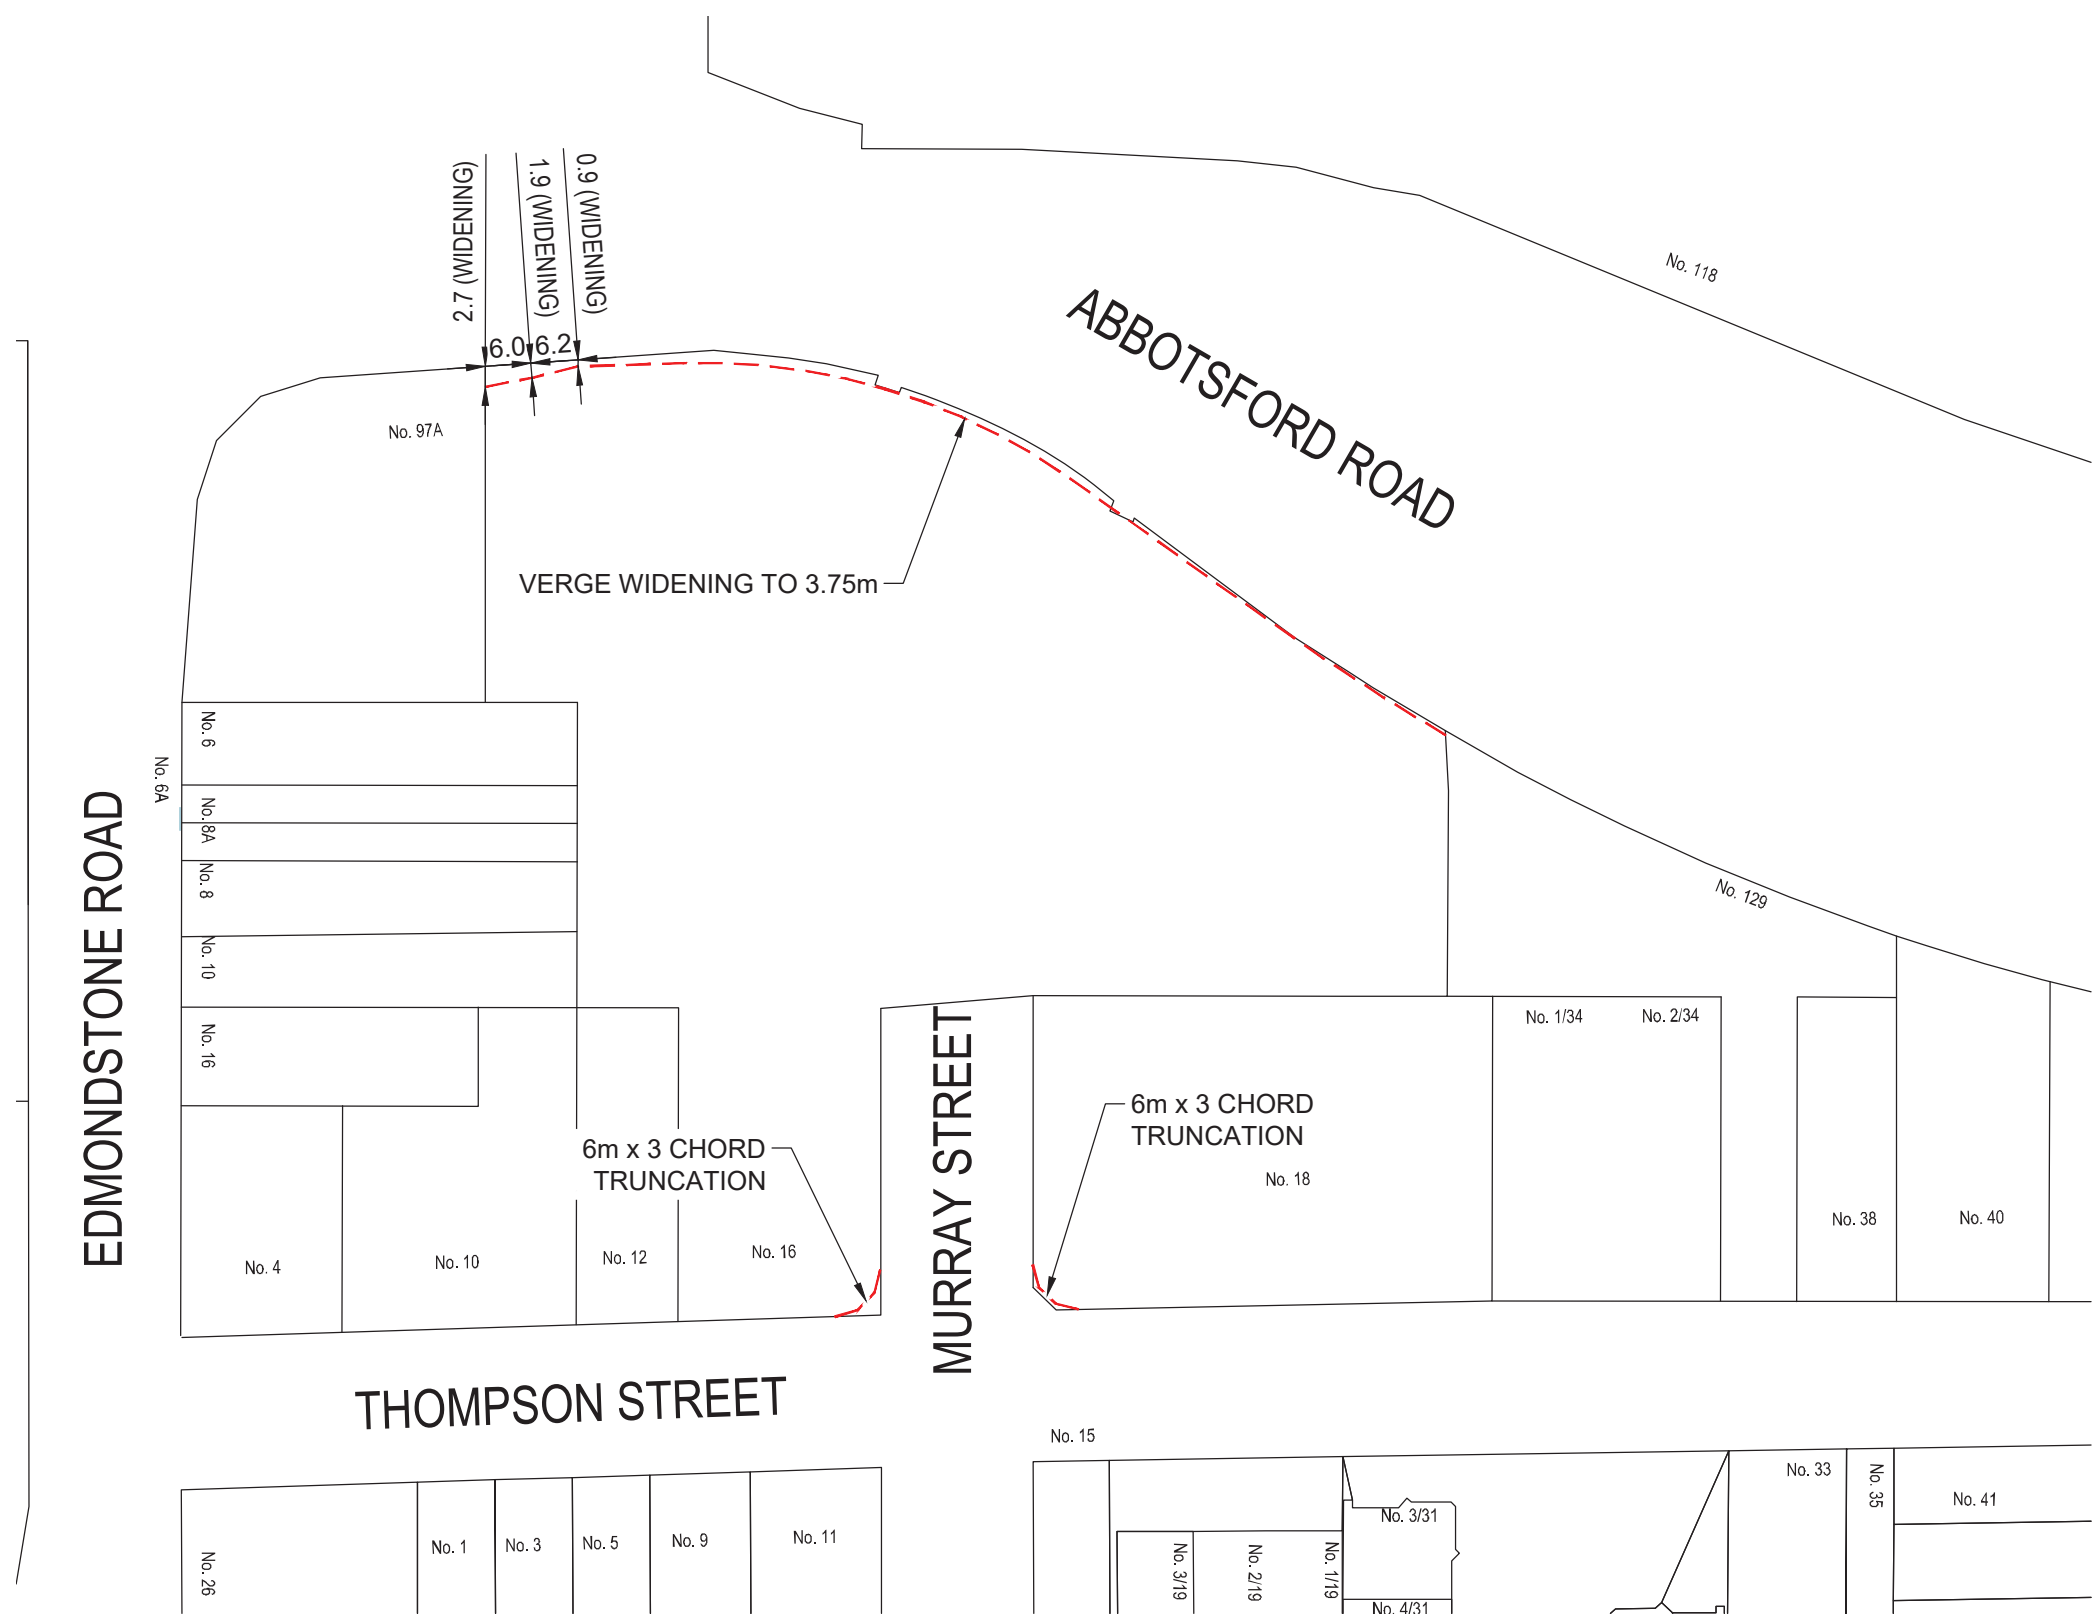 2.7 (WIDENING)
1.9 (WIDENING)
0.9 (WIDENING)
6.0
6.2
No. 118
ABBOTSFORD ROAD
No. 97A
VERGE WIDENING TO 3.75m
No. 6
No. 6A
No. 8A
No. 8
No. 10
No. 16
EDMONDSTONE ROAD
No. 129
No. 1/34
No. 2/34
MURRAY STREET
6m x 3 CHORD
TRUNCATION
6m x 3 CHORD
TRUNCATION
No. 18
No. 38
No. 40
No. 4
No. 10
No. 12
No. 16
THOMPSON STREET
No. 15
No. 33
No. 35
No. 41
No. 26
No. 1
No. 3
No. 5
No. 9
No. 11
No. 3/19
No. 2/19
No. 1/19
No. 3/31
No. 4/31